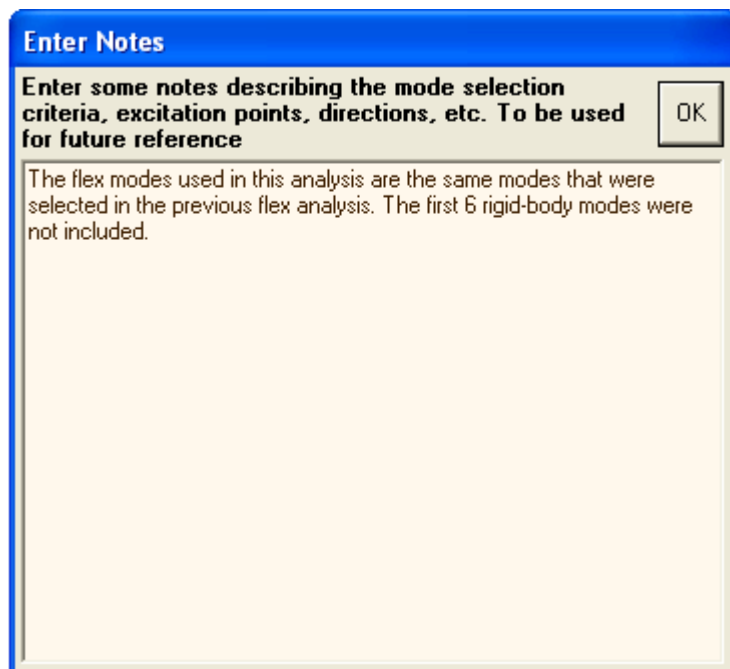 Enter Notes
Enter some notes describing the mode selection
criteria, excitation points, directions, etc. To be used
for future reference
OK
The flex modes used in this analysis are the same modes that were
selected in the previous flex analysis. The first 6 rigid-body modes were
not included.